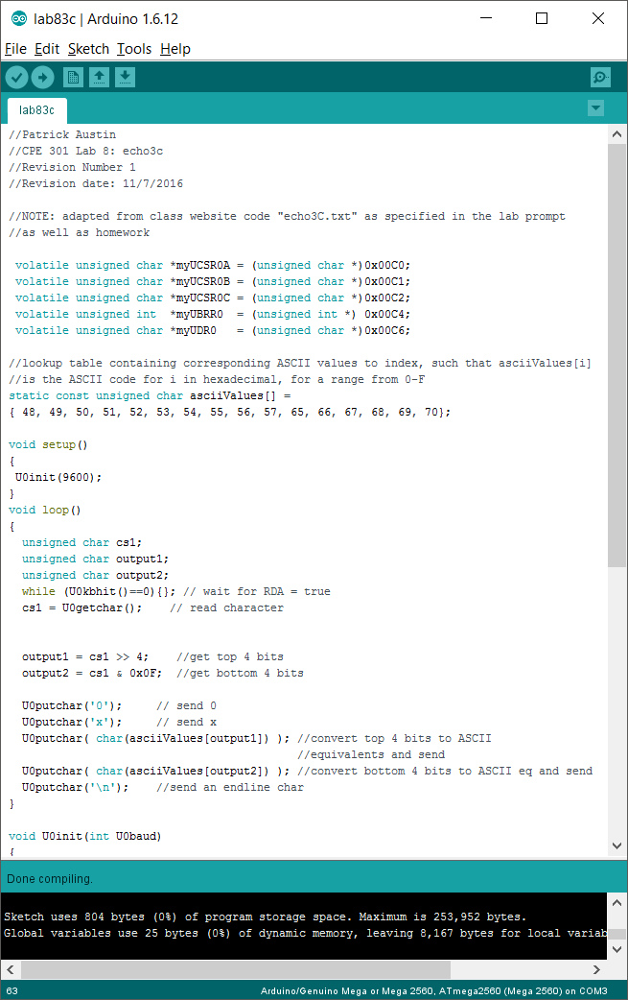 lab83c | Arduino 1.6.12
File Edit Sketch Tools Help
lab83c
//Patrick Austin
//CPE 301 Lab 8: echo3c
//Revision Number 1
//Revision date: 11/7/2016
//NOTE: adapted from class website code "echo3C.txt" as specified in the lab prompt
//as well as homework
volatile unsigned char *myUCSR0A = (unsigned char *)0x00C0;
volatile unsigned char *myUCSR0B = (unsigned char *)0x00C1;
volatile unsigned char *myUCSR0C = (unsigned char *)0x00C2;
volatile unsigned int  *myUBRR0  = (unsigned int *) 0x00C4;
volatile unsigned char *myUDR0   = (unsigned char *)0x00C6;
//lookup table containing corresponding ASCII values to index, such that asciiValues[i]
//is the ASCII code for i in hexadecimal, for a range from 0-F
static const unsigned char asciiValues[] =
{ 48, 49, 50, 51, 52, 53, 54, 55, 56, 57, 65, 66, 67, 68, 69, 70};
void setup()
{
U0init(9600);
}
void loop()
{
unsigned char cs1;
unsigned char output1;
unsigned char output2;
while (U0kbhit()==0){}; // wait for RDA = true
cs1 = U0getchar();    // read character
output1 = cs1 >> 4;    //get top 4 bits
output2 = cs1 & 0x0F;  //get bottom 4 bits
U0putchar('0');     // send 0
U0putchar('x');     // send x
U0putchar( char(asciiValues[output1]) ); //convert top 4 bits to ASCII
//equivalents and send
U0putchar( char(asciiValues[output2]) ); //convert bottom 4 bits to ASCII eq and send
U0putchar('\n');    //send an endline char
}
void U0init(int U0baud)
{
Done compiling.
Sketch uses 804 bytes (0%) of program storage space. Maximum is 253,952 bytes.
Global variables use 25 bytes (0%) of dynamic memory, leaving 8,167 bytes for local variab
63 Arduino/Genuino Mega or Mega 2560, ATmega2560 (Mega 2560) on COM3